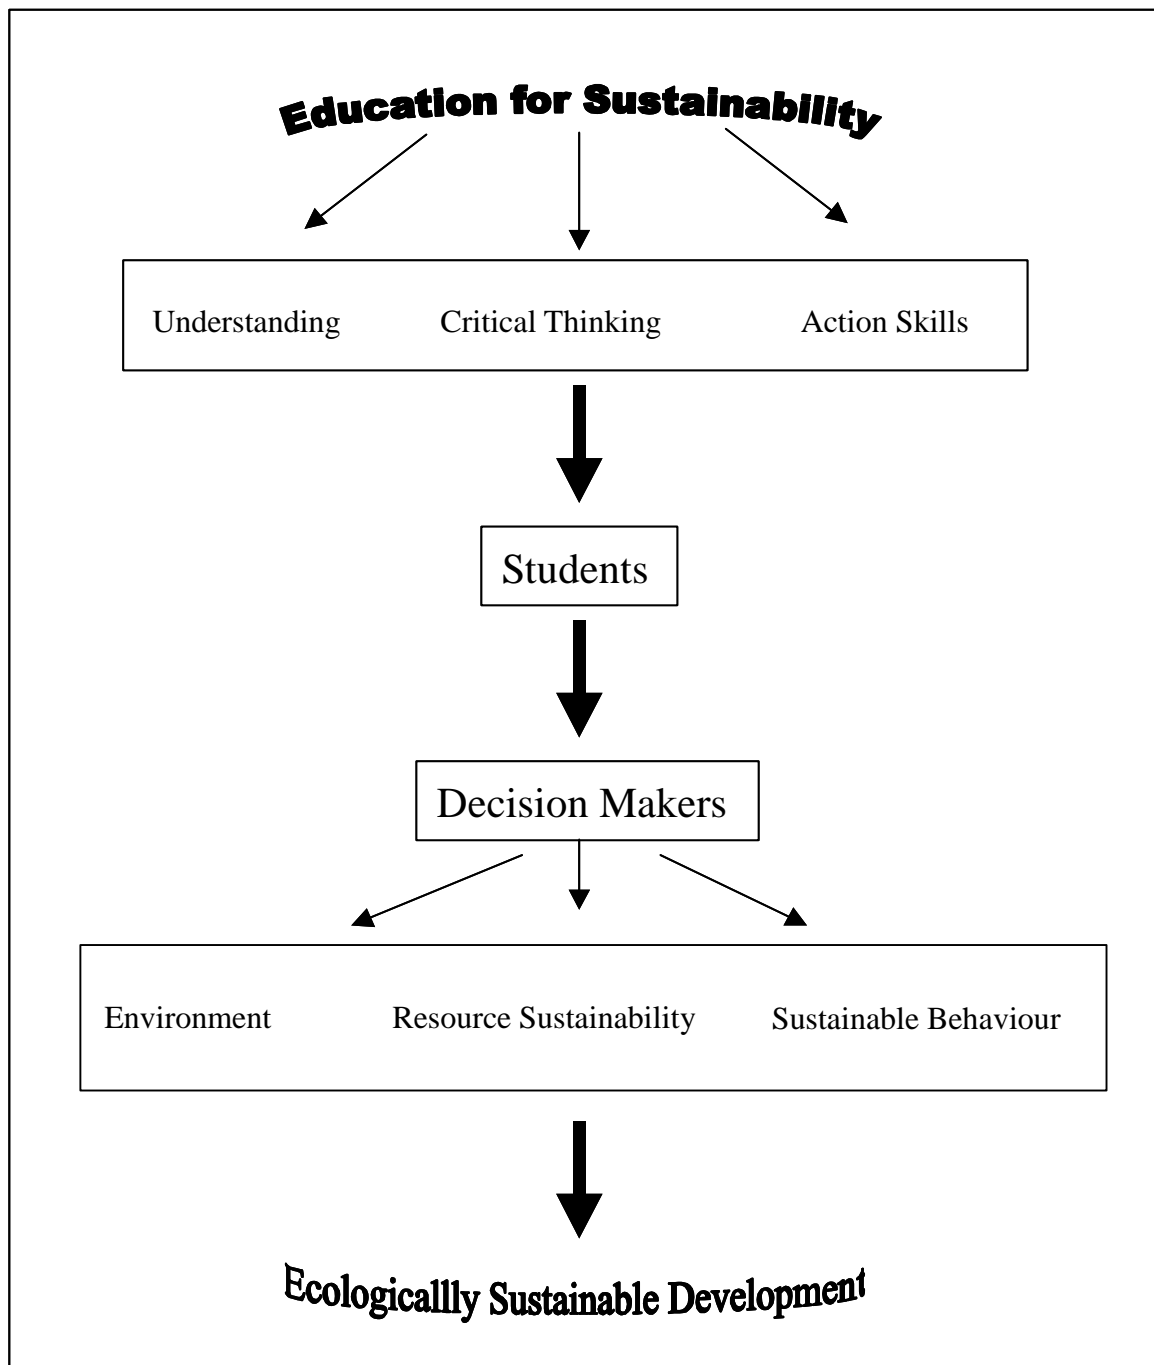 Education for Sustainability
Understanding Critical Thinking Action Skills
Students
Decision Makers
Environment Resource Sustainability Sustainable Behaviour
Ecologicallly Sustainable Development